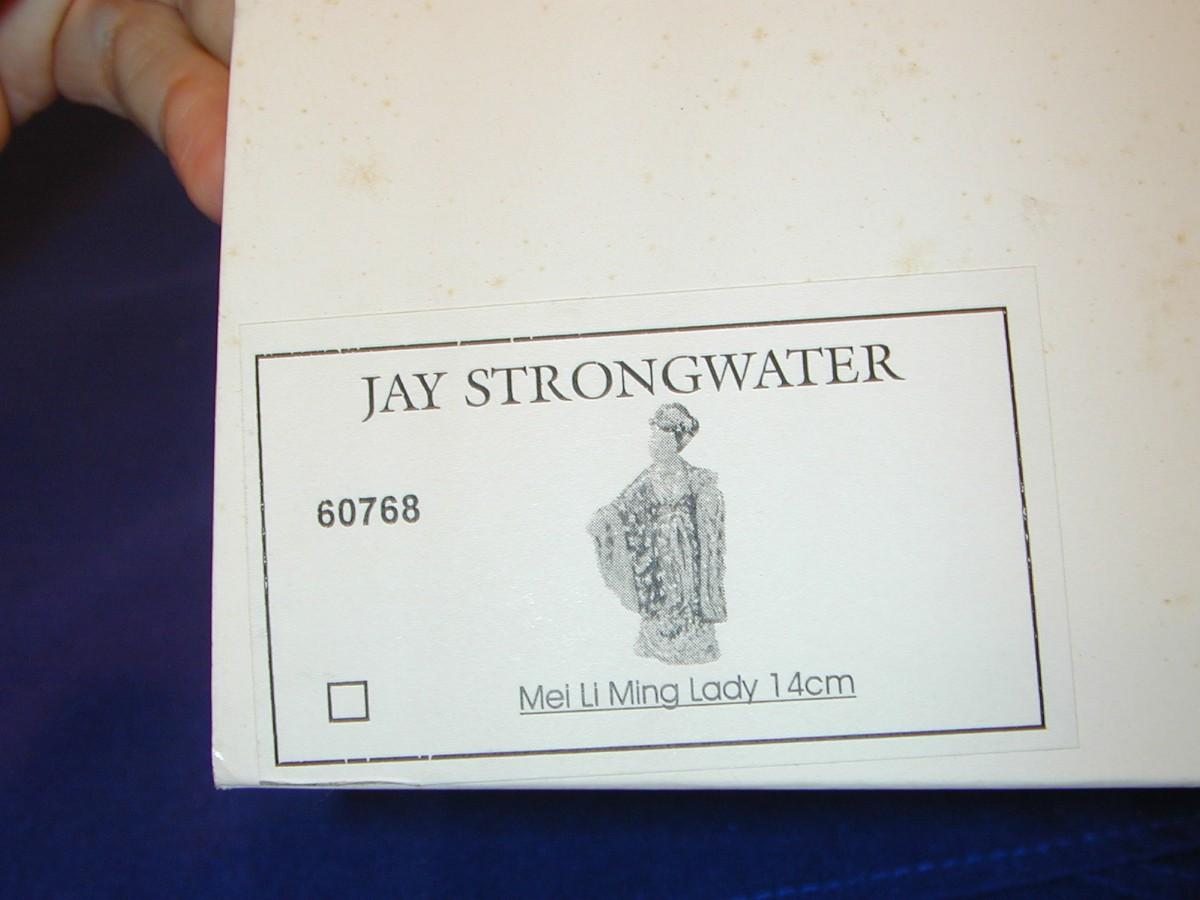 JAY STRONGWATER
60768
Mei Li Ming Lady 14cm